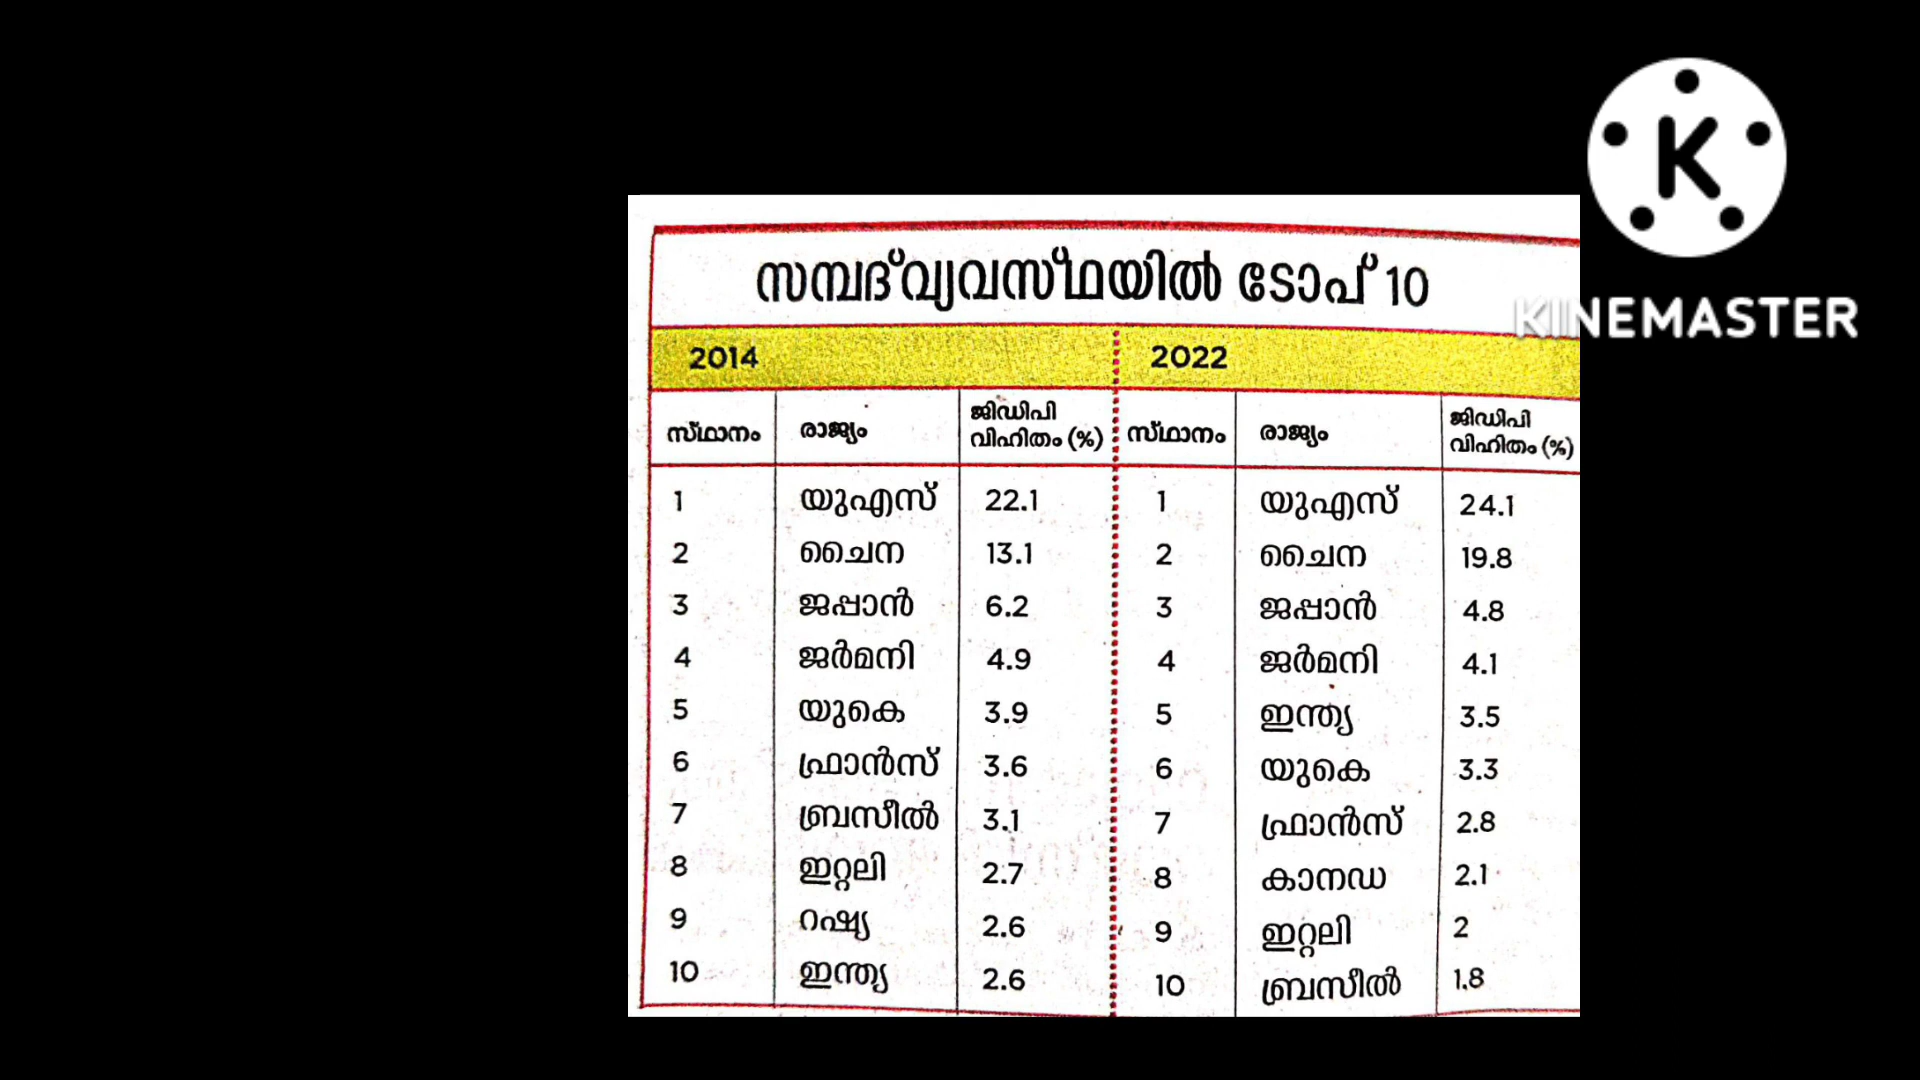 K
KINEMASTER
സമ്പദ്‌വ്യവസ്ഥയിൽ ടോപ് 10
2014 2022
സ്ഥാനം രാജ്യം ജിഡിപി വിഹിതം (%) സ്ഥാനം രാജ്യം ജിഡിപി വിഹിതം (%)
1 യുഎസ് 22.1 1 യുഎസ് 24.1
2 ചൈന 13.1 2 ചൈന 19.8
3 ജപ്പാൻ 6.2 3 ജപ്പാൻ 4.8
4 ജർമനി 4.9 4 ജർമനി 4.1
5 യുകെ 3.9 5 ഇന്ത്യ 3.5
6 ഫ്രാൻസ് 3.6 6 യുകെ 3.3
7 ബ്രസീൽ 3.1 7 ഫ്രാൻസ് 2.8
8 ഇറ്റലി 2.7 8 കാനഡ 2.1
9 റഷ്യ 2.6 9 ഇറ്റലി 2
10 ഇന്ത്യ 2.6 10 ബ്രസീൽ 1.8